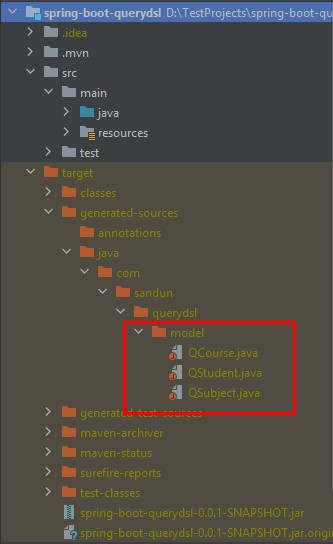 spring-boot-querydsl D:\TestProjects\spring-boot-qu
.idea
.mvn
src
main
java
resources
test
target
classes
generated-sources
annotations
java
com
sandun
querydsl
model
QCourse.java
QStudent.java
QSubject.java
generated-test-sources
maven-archiver
maven-status
surefire-reports
test-classes
spring-boot-querydsl-0.0.1-SNAPSHOT.jar
spring-boot-querydsl-0.0.1-SNAPSHOT.jar.origin